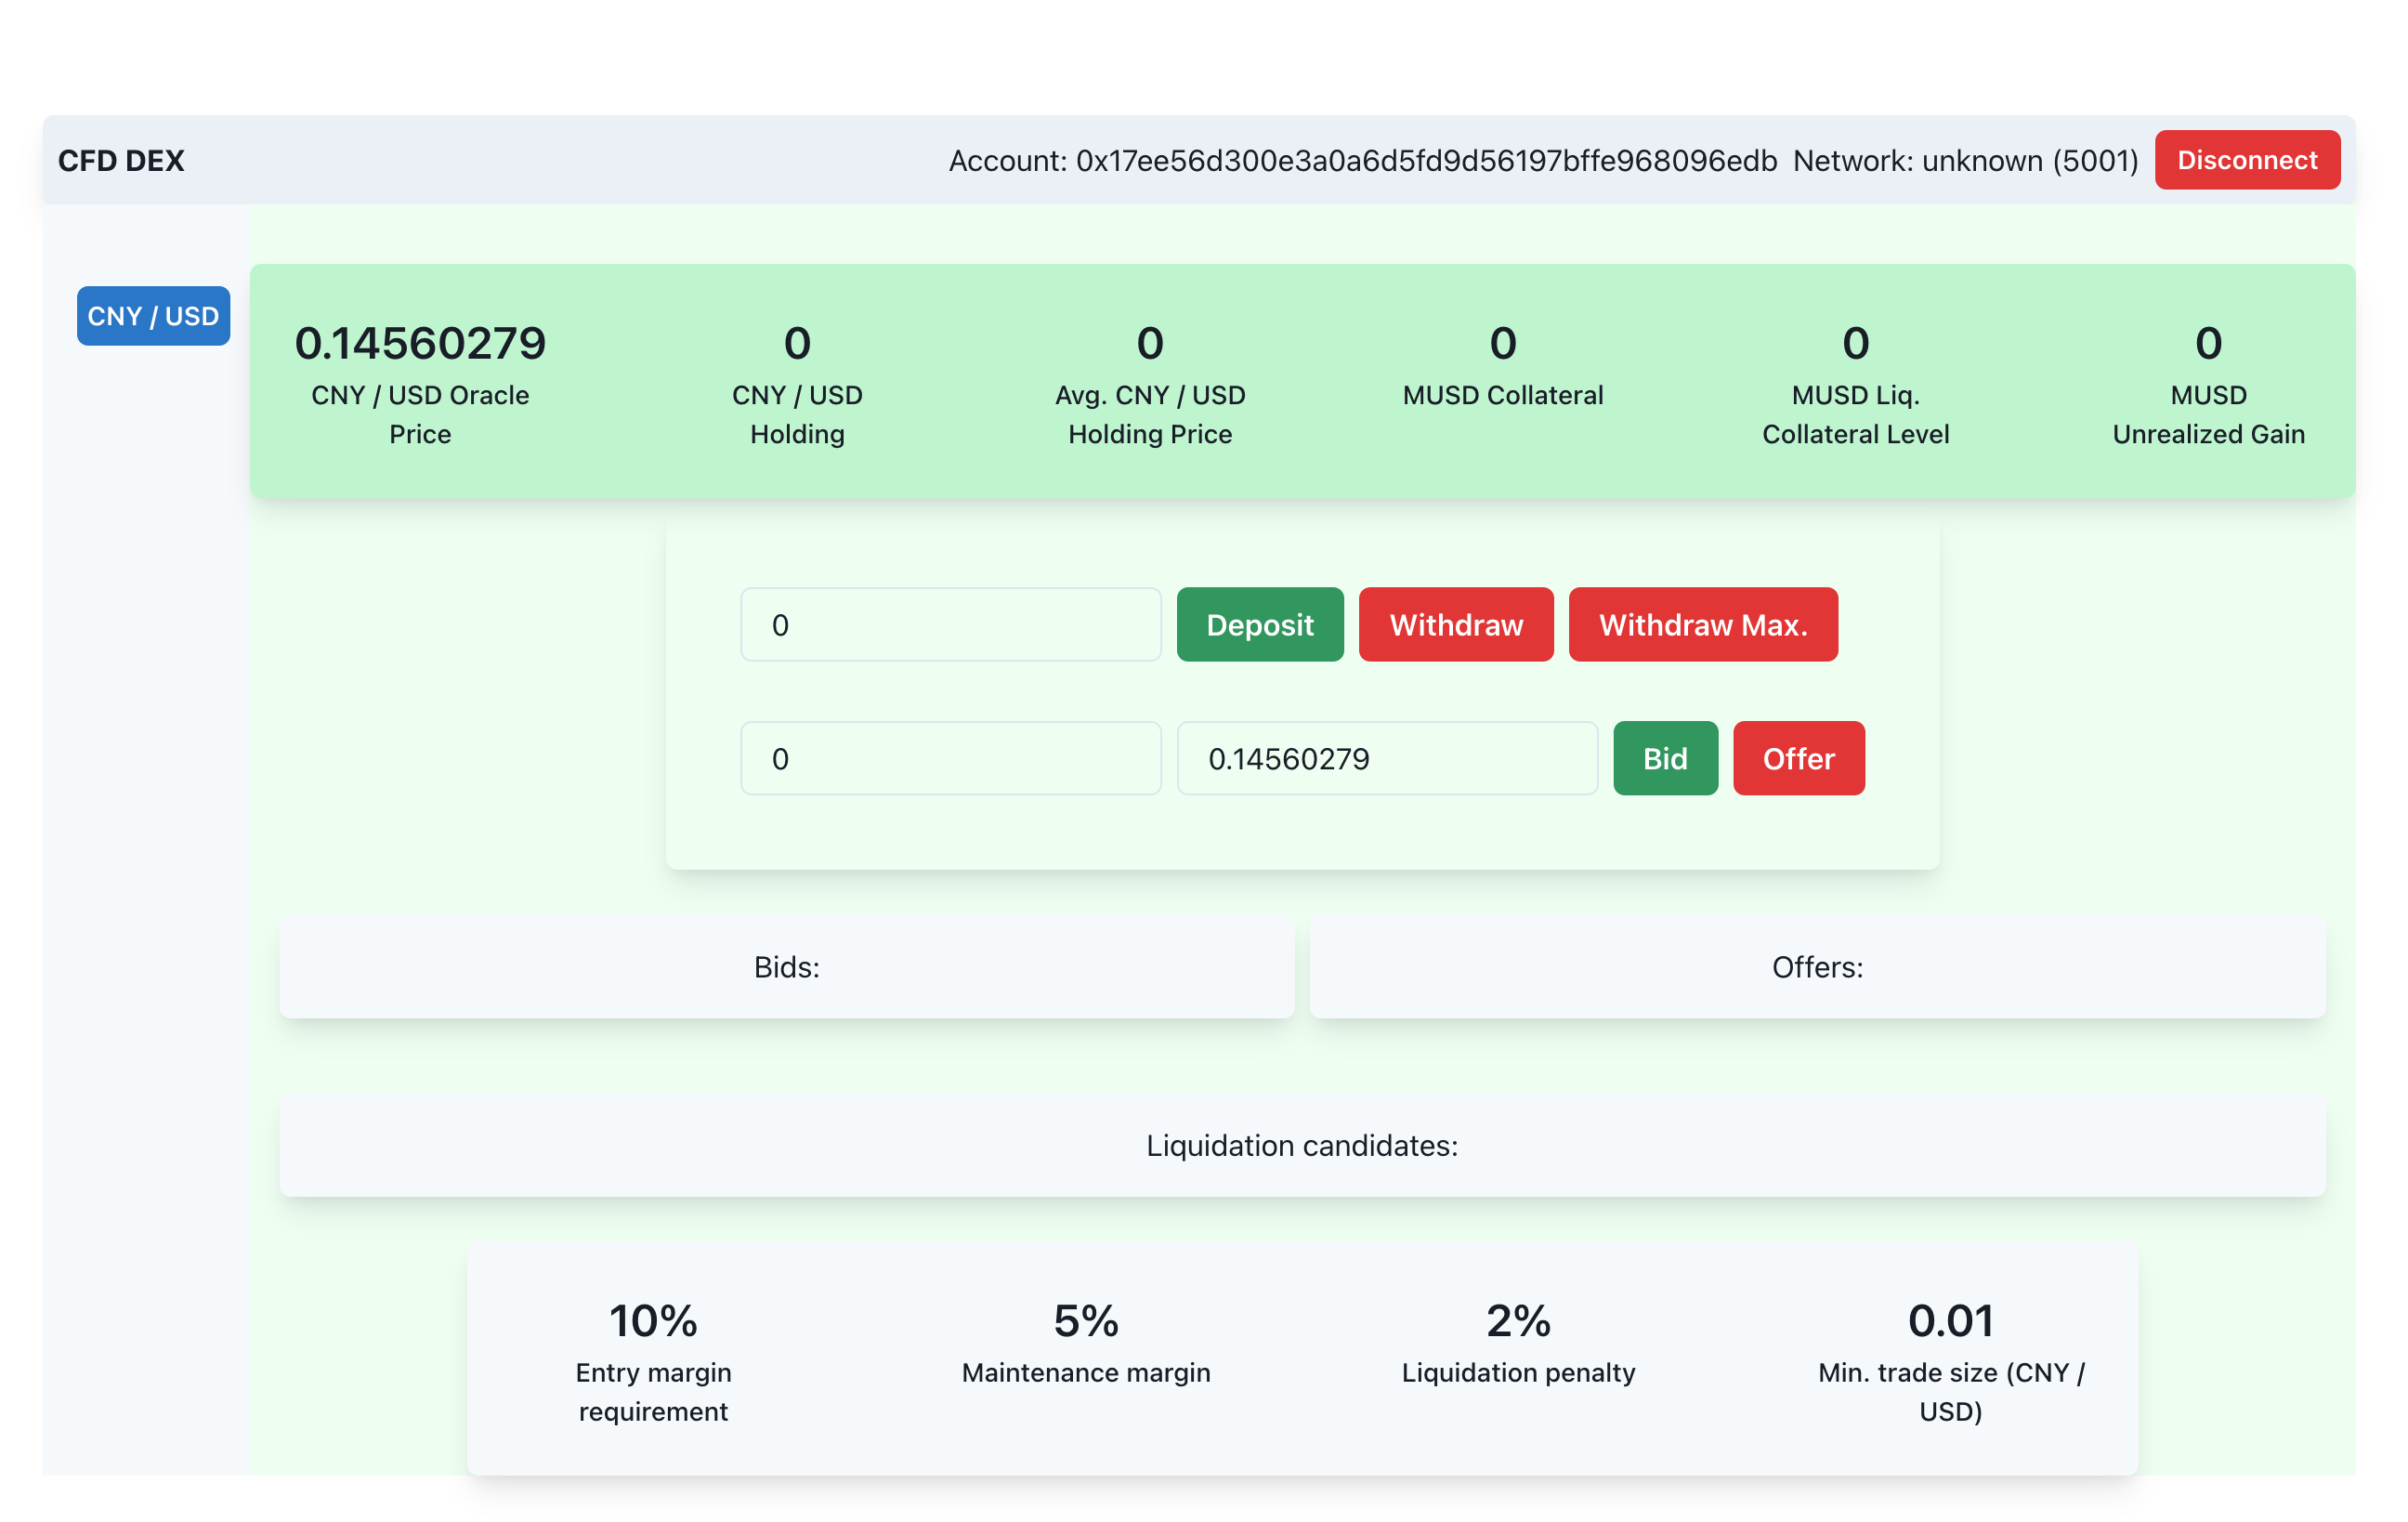 CFD DEX
Account: 0x17ee56d300e3a0a6d5fd9d56197bffe968096edb Network: unknown (5001) Disconnect
CNY / USD
0.14560279
CNY / USD Oracle
Price
0
CNY / USD
Holding
0
Avg. CNY / USD
Holding Price
0
MUSD Collateral
0
MUSD Liq.
Collateral Level
0
MUSD
Unrealized Gain
0 Deposit Withdraw Withdraw Max.
0 0.14560279 Bid Offer
Bids:
Offers:
Liquidation candidates:
10%
Entry margin
requirement
5%
Maintenance margin
2%
Liquidation penalty
0.01
Min. trade size (CNY /
USD)